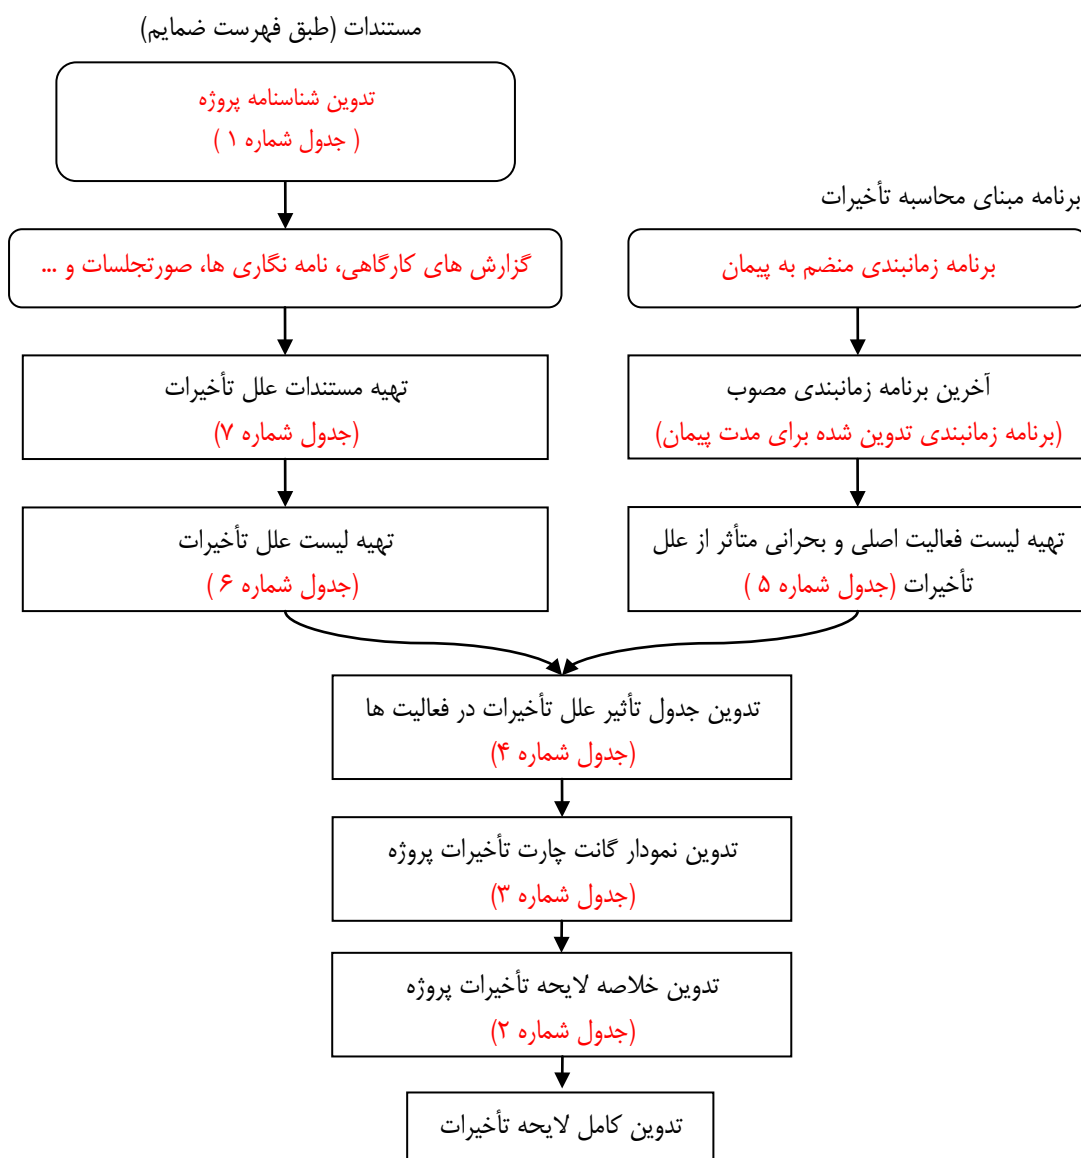 مستندات (طبق فهرست ضمایم)
تدوین شناسنامه پروژه
( جدول شماره ۱ )
برنامه مبنای محاسبه تأخیرات
گزارش های کارگاهی، نامه نگاری ها، صورتجلسات و ...
برنامه زمانبندی منضم به پیمان
تهیه مستندات علل تأخیرات
(جدول شماره ۷)
آخرین برنامه زمانبندی مصوب
(برنامه زمانبندی تدوین شده برای مدت پیمان)
تهیه لیست علل تأخیرات
(جدول شماره ۶ )
تهیه لیست فعالیت اصلی و بحرانی متأثر از علل
تأخیرات (جدول شماره ۵ )
تدوین جدول تأثیر علل تأخیرات در فعالیت ها
(جدول شماره ۴)
تدوین نمودار گانت چارت تأخیرات پروژه
(جدول شماره ۳)
تدوین خلاصه لایحه تأخیرات پروژه
(جدول شماره ۲)
تدوین کامل لایحه تأخیرات